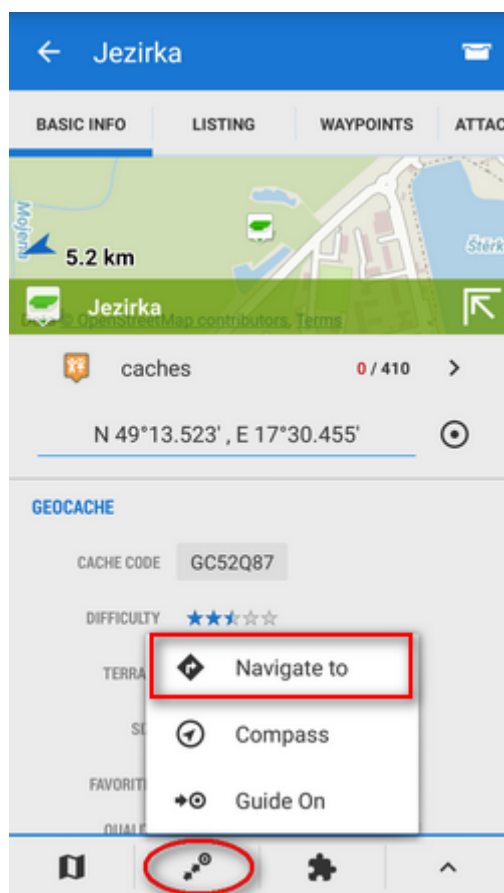 Jezirka
BASIC INFO LISTING WAYPOINTS ATTAC
Mojena
5.2 km
Štěrk
Jezirka
© OpenStreetMap contributors, Terms
caches 0 / 410
N 49°13.523' , E 17°30.455'
GEOCACHE
CACHE CODE GC52Q87
DIFFICULTY
TERRA
Navigate to
Compass
FAVORIT
Guide On